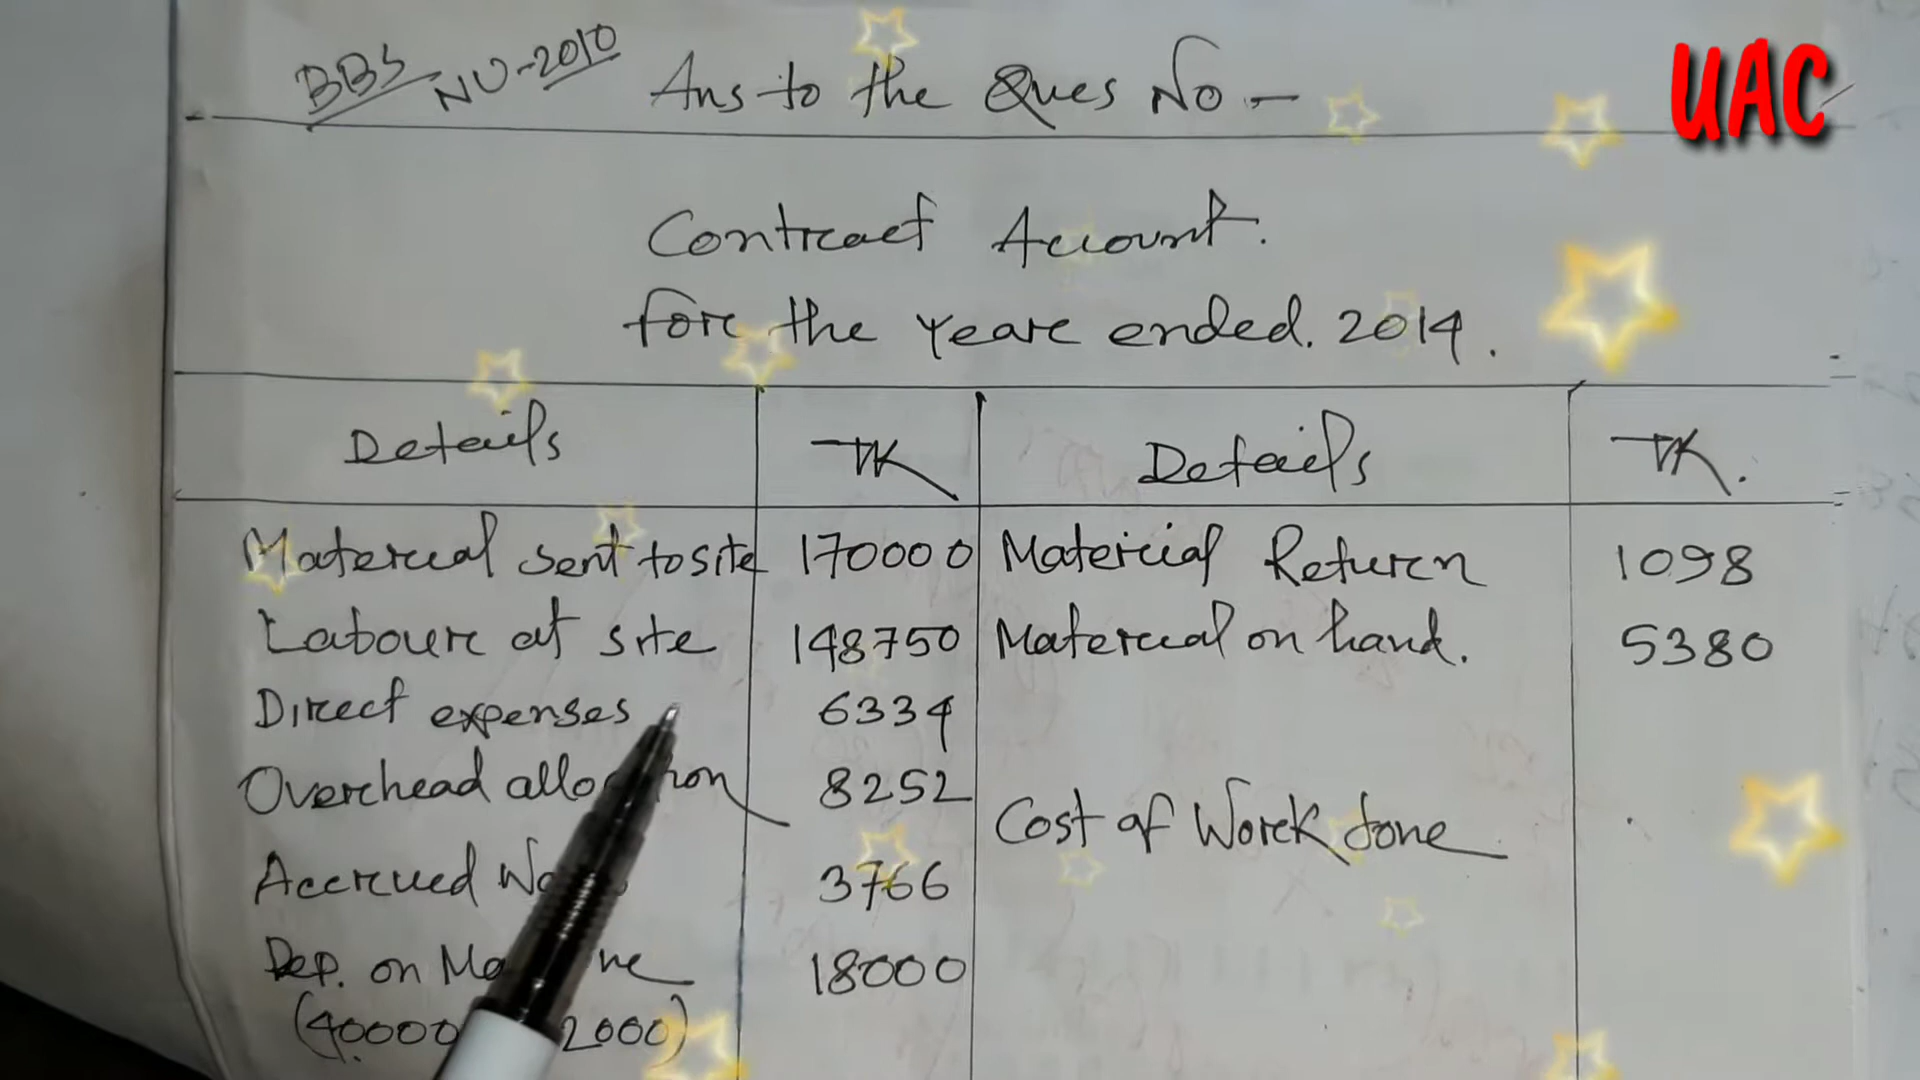 BBS NU-2010 Ans to the Ques No - UAC
Contract Account.
for the year ended. 2014.
Details TK Details TK.
Material sent to site 170000 Material Return 1098
Labour at site 148750 Material on hand. 5380
Direct expenses 6334
Overhead 8252
Cost of Work done
Accrued 3766
Dep. on 18000
(40000 2000)